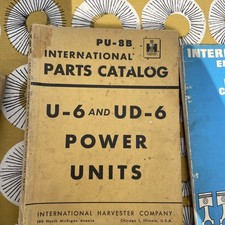 PU-8B
INTERNATIONAL
PARTS CATALOG
U-6 AND UD-6
POWER
UNITS
INTERNATIONAL HARVESTER COMPANY
180 North Michigan Avenue Chicago 1, Illinois, U.S.A.
INTER
E
C